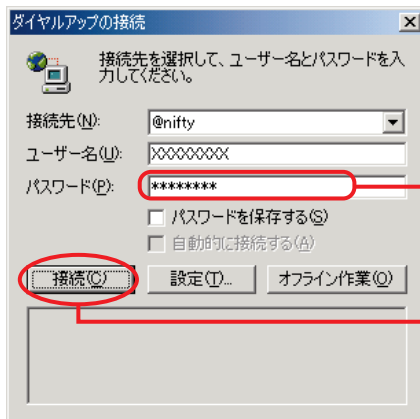 ダイヤルアップの接続
接続先を選択して、ユーザー名とパスワードを入
力してください。
接続先(N): @nifty
ユーザー名(U): XXXXXXXX
パスワード(P): ********
パスワードを保存する(S)
自動的に接続する(A)
接続(C) 設定(T)... オフライン作業(O)